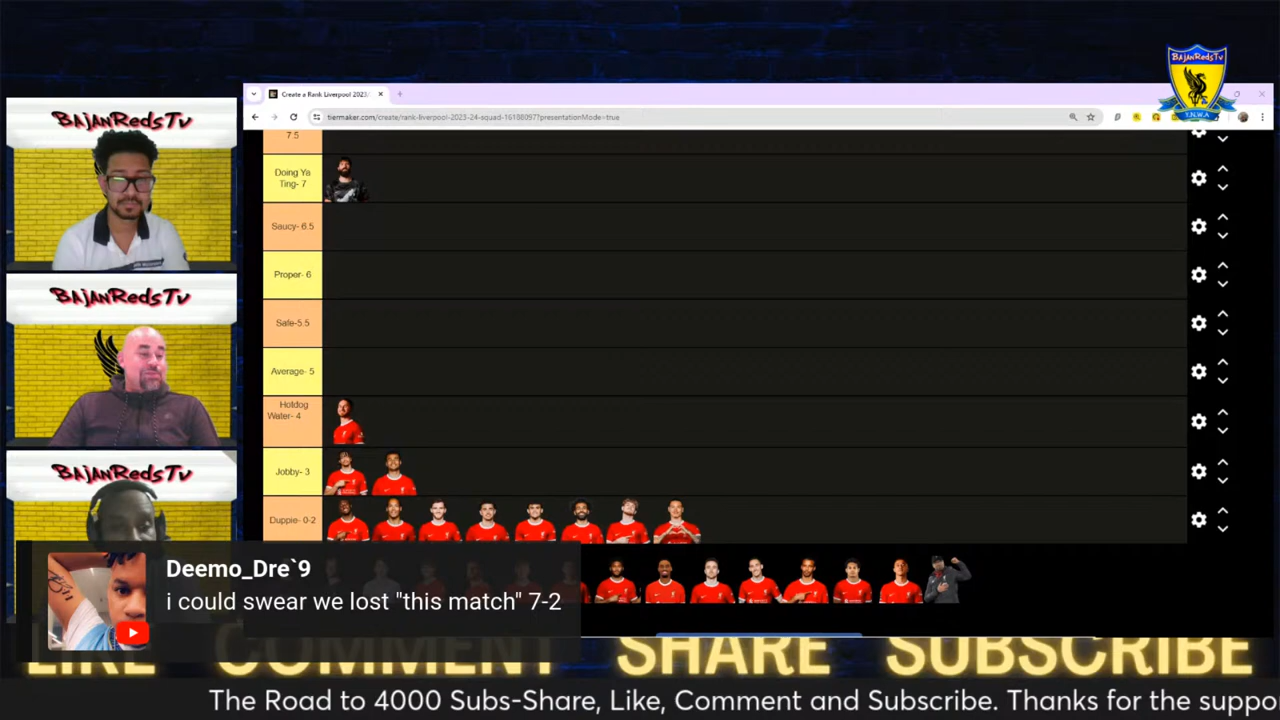 BAJANREDSTV
Y.N.W.A
BAJANREDSTV
BAJANREDSTV
BAJANREDSTV
Create a Rank Liverpool 2023/
tiermaker.com/create/rank-liverpool-2023-24-squad-16186097?presentationMode=true
7.5
Doing Ya
Ting- 7
Saucy- 6.5
Proper- 6
Safe-5.5
Average- 5
Hotdog
Water- 4
Jobby- 3
Duppie- 0-2
Deemo_Dre`9
i could swear we lost "this match" 7-2
LIKE COMMENT SHARE SUBSCRIBE
The Road to 4000 Subs-Share, Like, Comment and Subscribe. Thanks for the suppo